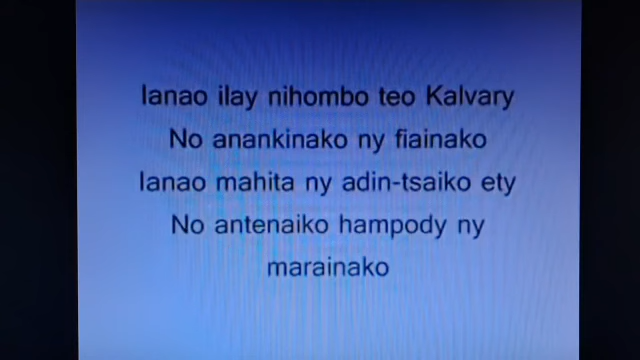 Ianao ilay nihombo teo Kalvary
No anankinako ny fiainako
Ianao mahita ny adin-tsaiko ety
No antenaiko hampody ny
marainako